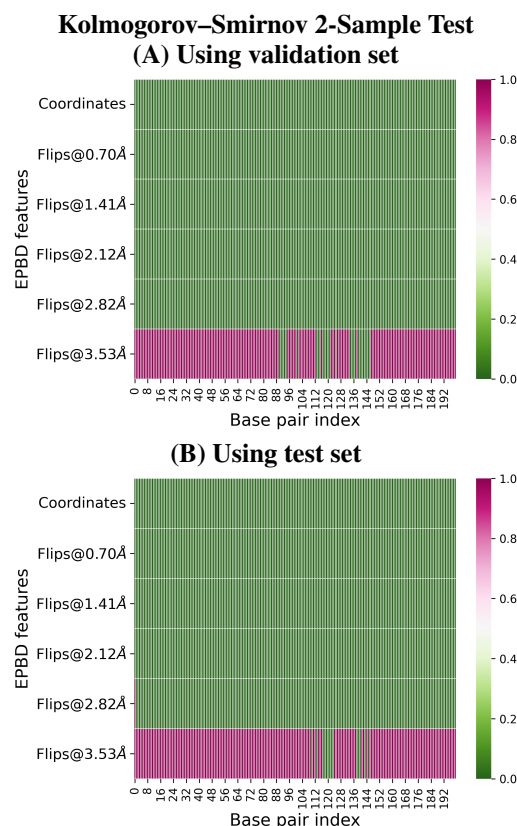 Kolmogorov–Smirnov 2-Sample Test
(A) Using validation set
EPBD features
Coordinates
Flips@0.70Å
Flips@1.41Å
Flips@2.12Å
Flips@2.82Å
Flips@3.53Å
0 8 16 24 32 40 48 56 64 72 80 88 96 104 112 120 128 136 144 152 160 168 176 184 192
Base pair index
1.0
0.8
0.6
0.4
0.2
0.0
(B) Using test set
EPBD features
Coordinates
Flips@0.70Å
Flips@1.41Å
Flips@2.12Å
Flips@2.82Å
Flips@3.53Å
0 8 16 24 32 40 48 56 64 72 80 88 96 104 112 120 128 136 144 152 160 168 176 184 192
Base pair index
1.0
0.8
0.6
0.4
0.2
0.0